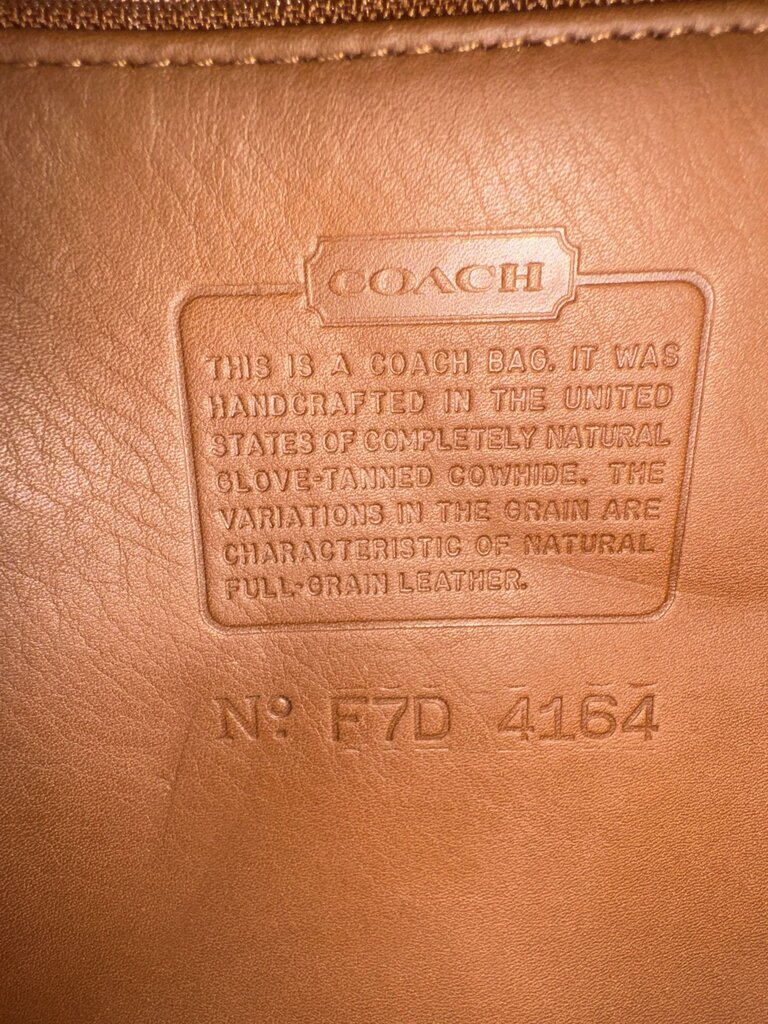 COACH
THIS IS A COACH BAG. IT WAS
HANDCRAFTED IN THE UNITED
STATES OF COMPLETELY NATURAL
GLOVE-TANNED COWHIDE. THE
VARIATIONS IN THE GRAIN ARE
CHARACTERISTIC OF NATURAL
FULL-GRAIN LEATHER.
Nº F7D 4164